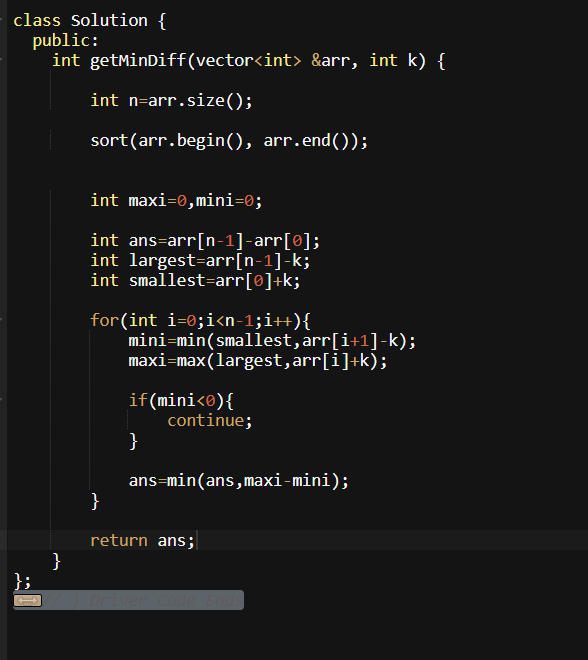 class Solution {
  public:
    int getMinDiff(vector<int> &arr, int k) {
        int n=arr.size();
        sort(arr.begin(), arr.end());
        int maxi=0,mini=0;
        int ans=arr[n-1]-arr[0];
        int largest=arr[n-1]-k;
        int smallest=arr[0]+k;
        for(int i=0;i<n-1;i++){
            mini=min(smallest,arr[i+1]-k);
            maxi=max(largest,arr[i]+k);
            if(mini<0){
                continue;
            }
            ans=min(ans,maxi-mini);
        }
        return ans;
    }
};
// } Driver Code Ends